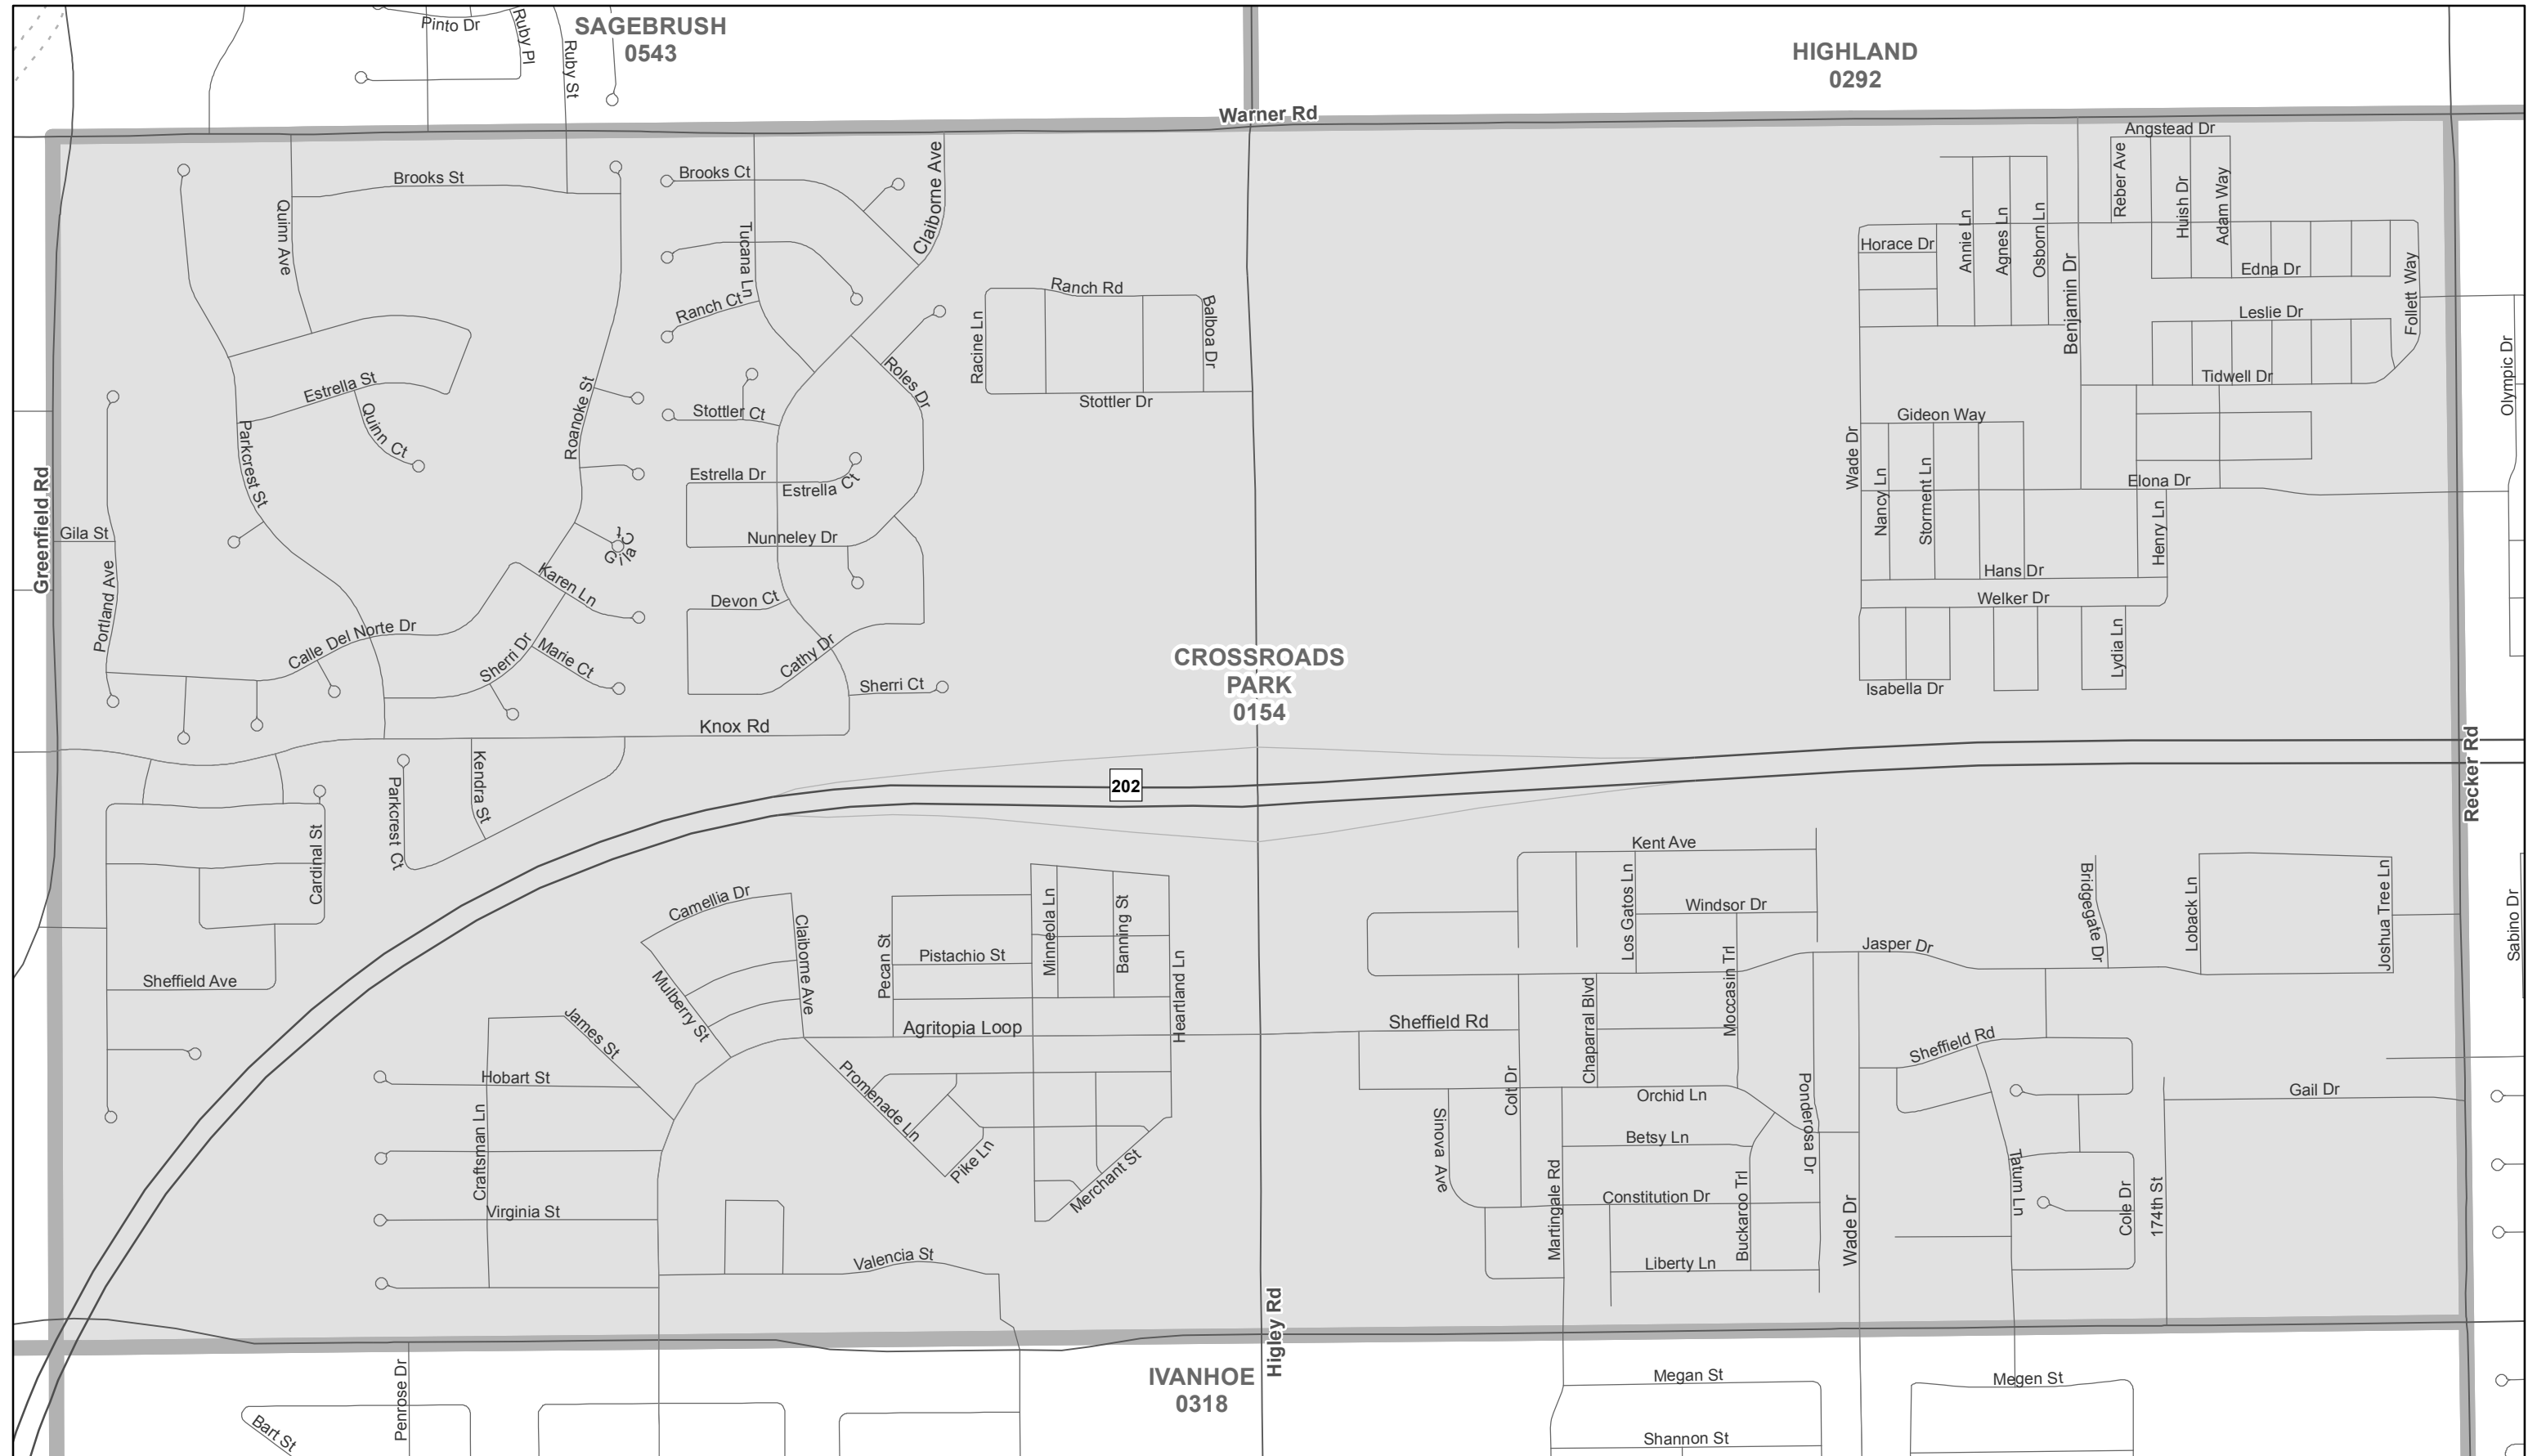 Pinto Dr
Ruby Pl
Ruby St
SAGEBRUSH
0543
HIGHLAND
0292
Warner Rd
Angstead Dr
Brooks St
Brooks Ct
Claiborne Ave
Reber Ave
Huish Dr
Adam Way
Quinn Ave
Tucana Ln
Horace Dr
Annie Ln
Agnes Ln
Osborn Ln
Benjamin Dr
Edna Dr
Follett Way
Ranch Ct
Ranch Rd
Racine Ln
Balboa Dr
Leslie Dr
Olympic Dr
Estrella St
Quinn Ct
Roanoke St
Roles Dr
Stottler Ct
Stottler Dr
Tidwell Dr
Gideon Way
Parkcrest St
Wade Dr
Greenfield Rd
Estrella Dr
Estrella Ct
Nancy Ln
Storment Ln
Elona Dr
Henry Ln
Gila St
Gila Ct
Nunneley Dr
Portland Ave
Karen Ln
Hans Dr
Devon Ct
Welker Dr
Calle Del Norte Dr
Sherri Dr
Marie Ct
Cathy Dr
Lydia Ln
CROSSROADS
PARK
0154
Sherri Ct
Isabella Dr
Knox Rd
Recker Rd
Kendra St
Parkcrest Ct
202
Cardinal St
Kent Ave
Camellia Dr
Claiborne Ave
Minneola Ln
Banning St
Los Gatos Ln
Windsor Dr
Bridgegate Dr
Loback Ln
Joshua Tree Ln
Sabino Dr
Pecan St
Pistachio St
Jasper Dr
Sheffield Ave
Mulberry St
Heartland Ln
Chaparral Blvd
Moccasin Trl
James St
Agritopia Loop
Sheffield Rd
Sheffield Rd
Hobart St
Promenade Ln
Colt Dr
Orchid Ln
Ponderosa Dr
Gail Dr
Craftsman Ln
Pike Ln
Merchant St
Sinova Ave
Betsy Ln
Martingale Rd
Constitution Dr
Buckaroo Trl
Wade Dr
Tatum Ln
Cole Dr
174th St
Virginia St
Valencia St
Liberty Ln
Higley Rd
Penrose Dr
IVANHOE
0318
Megan St
Megen St
Bart St
Shannon St